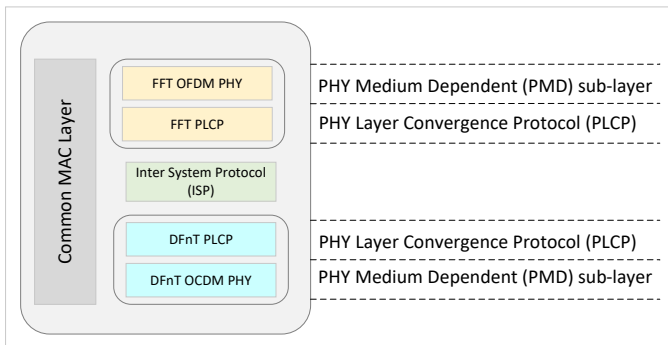 Common MAC Layer
FFT OFDM PHY
PHY Medium Dependent (PMD) sub-layer
FFT PLCP
PHY Layer Convergence Protocol (PLCP)
Inter System Protocol
(ISP)
DFnT PLCP
PHY Layer Convergence Protocol (PLCP)
DFnT OCDM PHY
PHY Medium Dependent (PMD) sub-layer